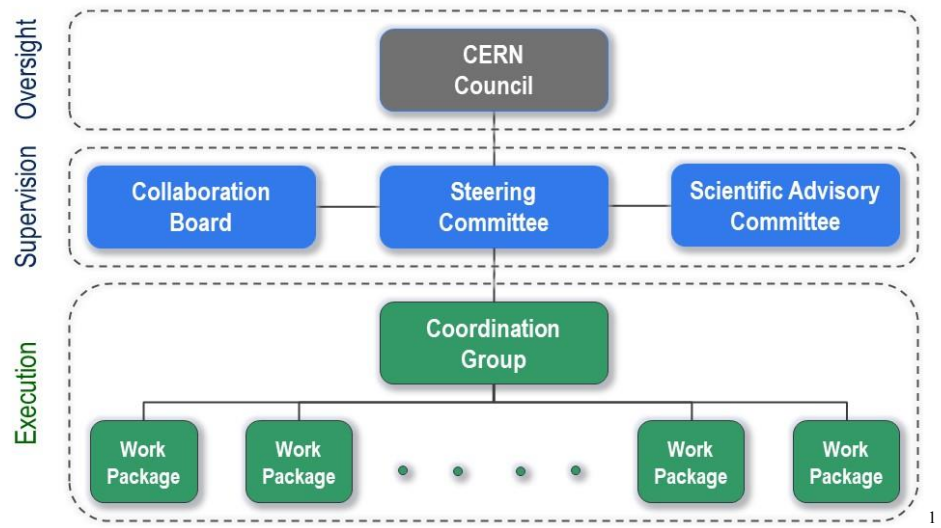 Oversight
CERN
Council
Supervision
Collaboration
Board
Steering
Committee
Scientific Advisory
Committee
Execution
Coordination
Group
Work
Package
Work
Package
Work
Package
Work
Package
1